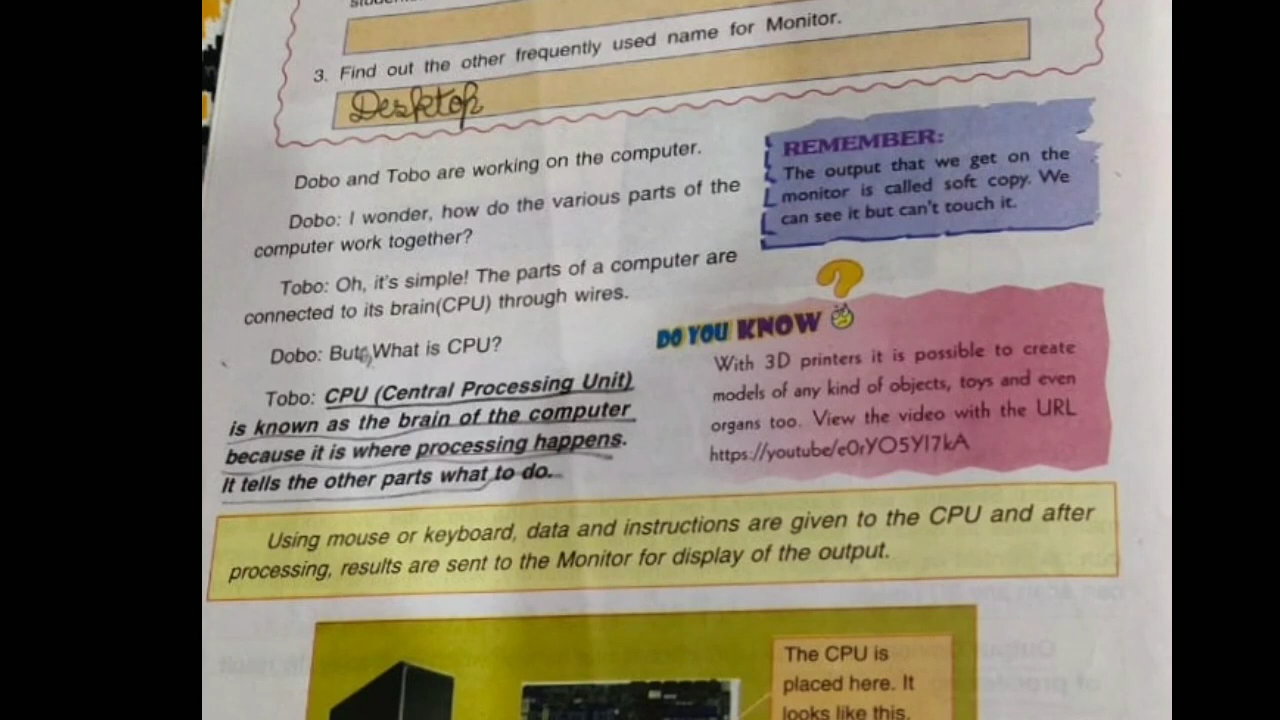 3. Find out the other frequently used name for Monitor.
Desktop
Dobo and Tobo are working on the computer.
Dobo: I wonder, how do the various parts of the
computer work together?
Tobo: Oh, it's simple! The parts of a computer are
connected to its brain(CPU) through wires.
Dobo: But, What is CPU?
Tobo: CPU (Central Processing Unit)
is known as the brain of the computer
because it is where processing happens.
It tells the other parts what to do.
REMEMBER:
The output that we get on the
monitor is called soft copy. We
can see it but can't touch it.
DO YOU KNOW
With 3D printers it is possible to create
models of any kind of objects, toys and even
organs too. View the video with the URL
https://youtube/e0rYO5YI7kA
Using mouse or keyboard, data and instructions are given to the CPU and after
processing, results are sent to the Monitor for display of the output.
The CPU is
placed here. It
looks like this.